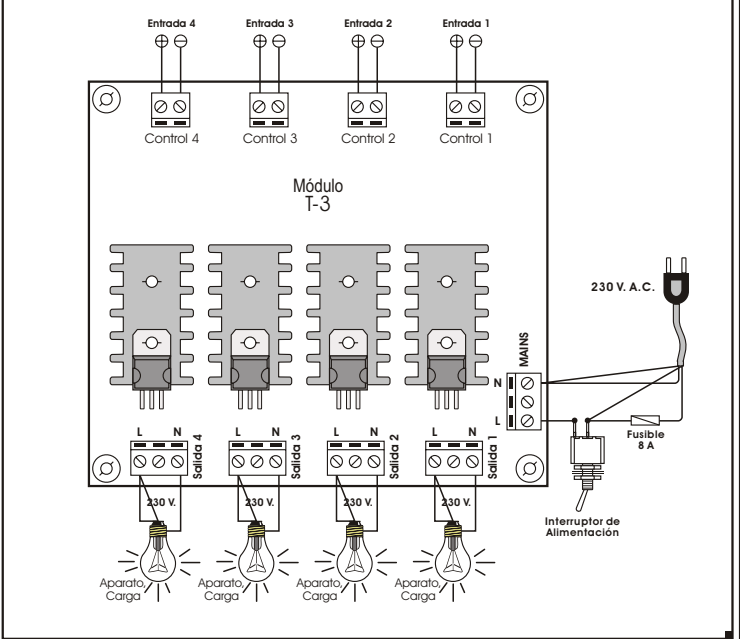 Entrada 4 Entrada 3 Entrada 2 Entrada 1
Control 4 Control 3 Control 2 Control 1
Módulo
T-3
230 V. A.C.
MAINS
N
L
Fusible
8 A
L N Salida 4 L N Salida 3 L N Salida 2 L N Salida 1
230 V. 230 V. 230 V. 230 V.
Interruptor de
Alimentación
Aparato, Aparato, Aparato, Aparato,
Carga Carga Carga Carga